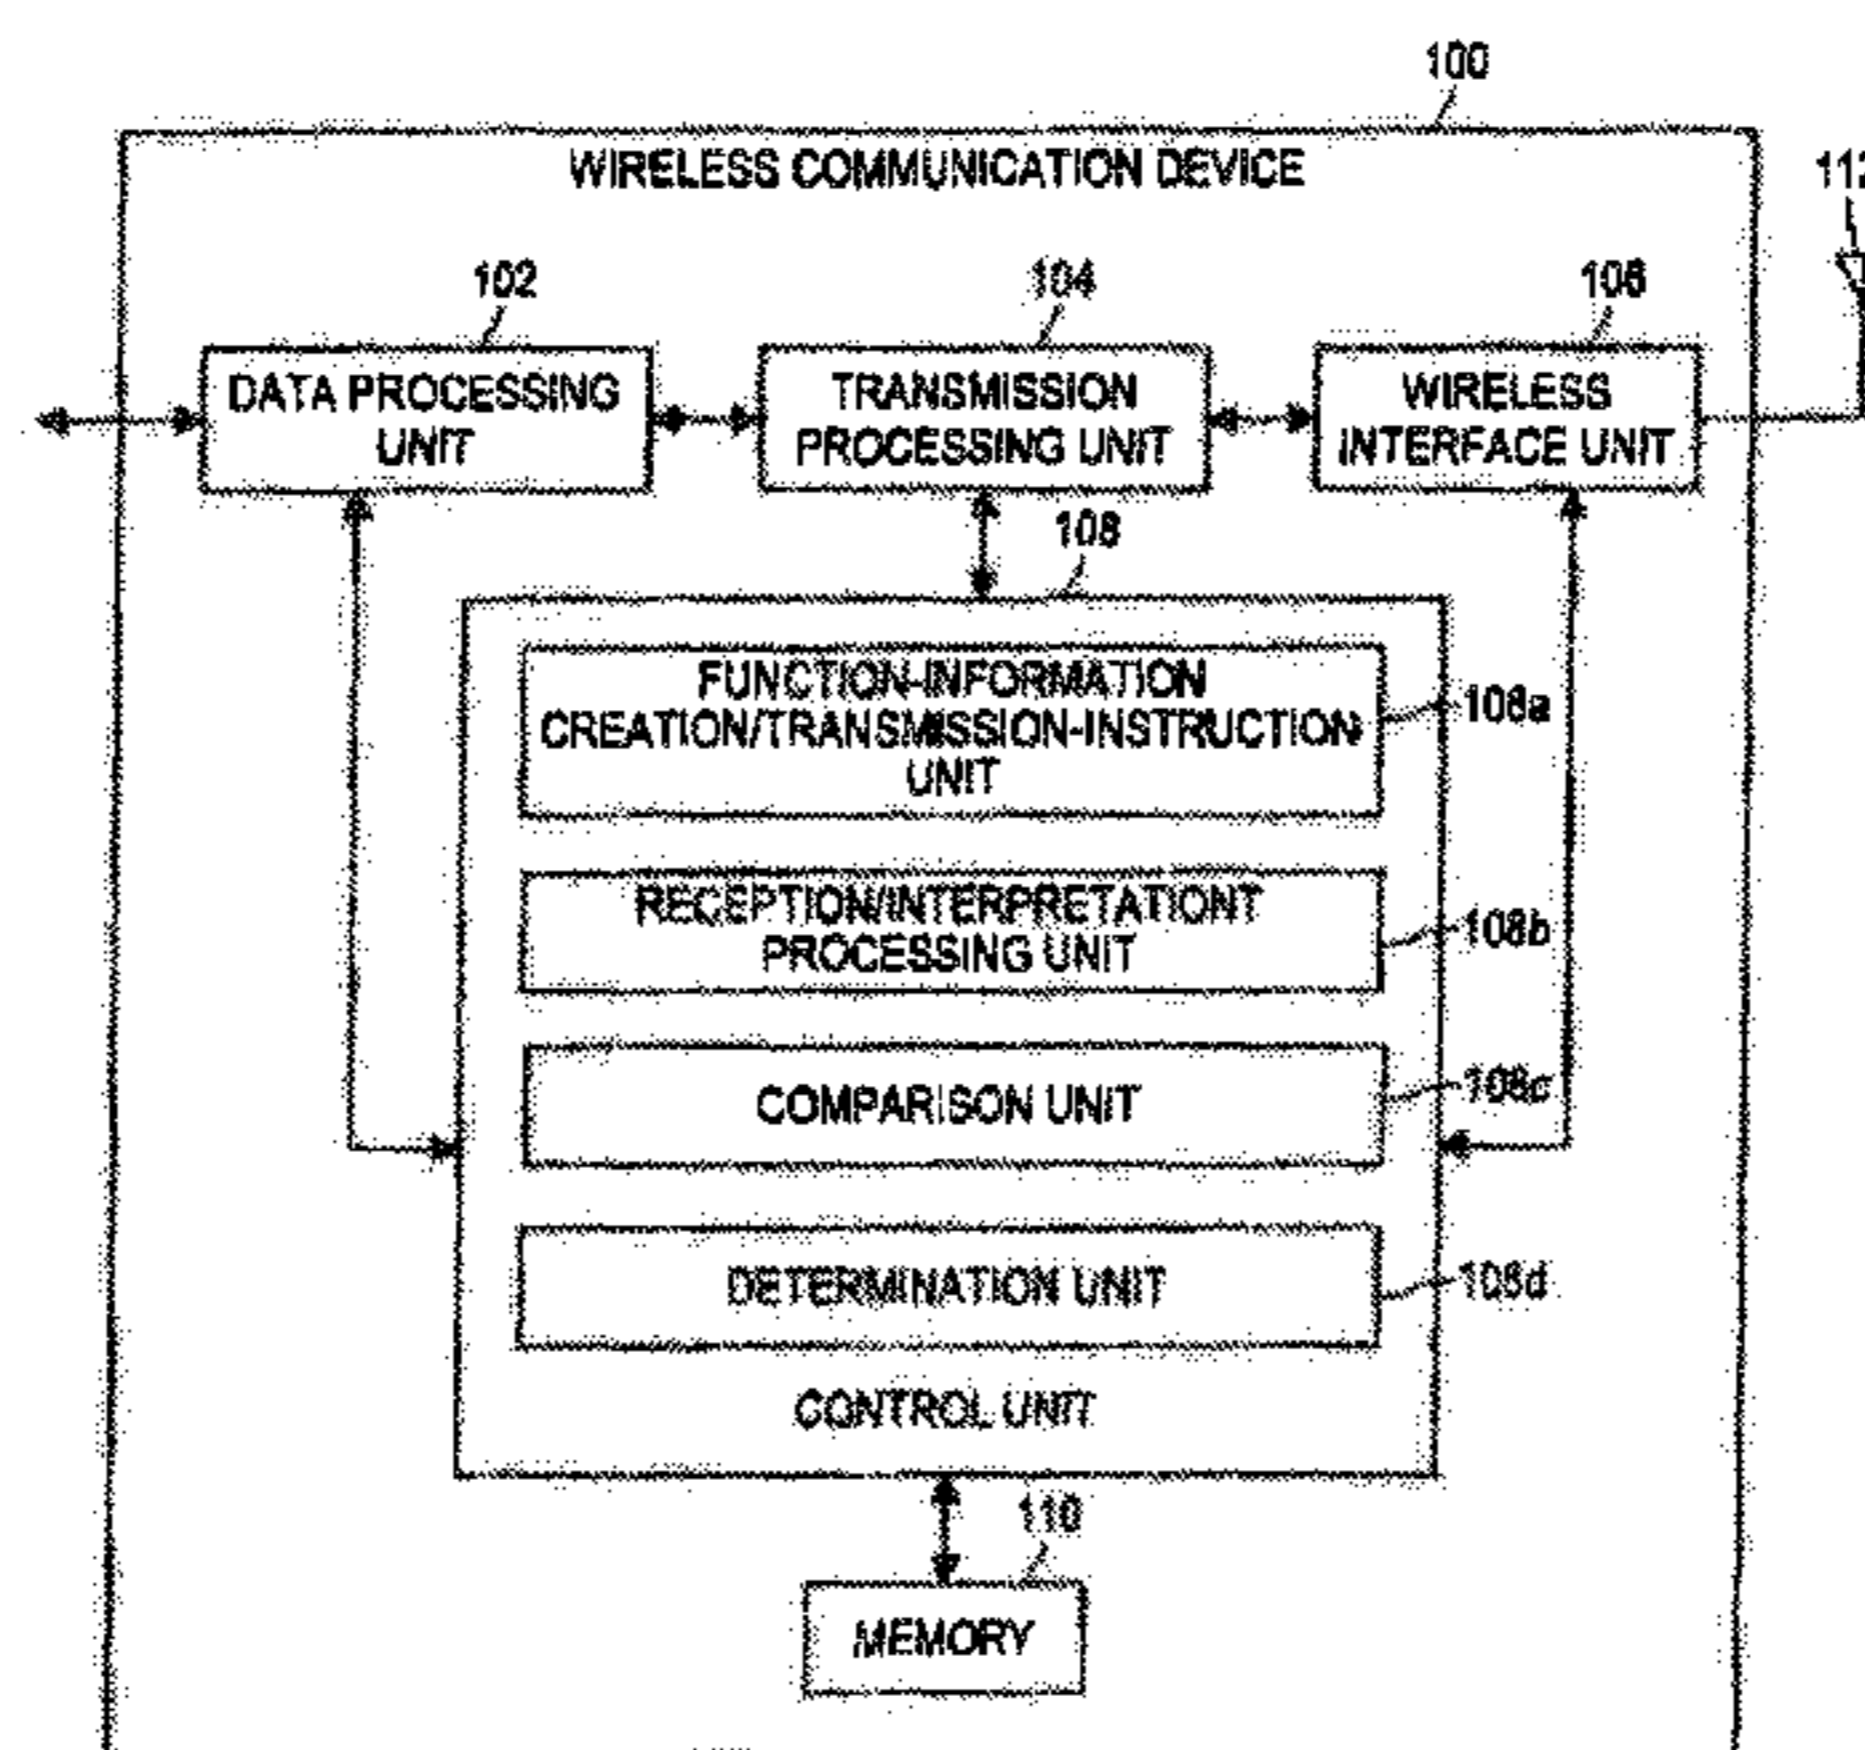 100
WIRELESS COMMUNICATION DEVICE
112
102
104
106
DATA PROCESSING
UNIT
TRANSMISSION
PROCESSING UNIT
WIRELESS
INTERFACE UNIT
108
FUNCTION-INFORMATION
CREATION/TRANSMISSION-INSTRUCTION
UNIT
108a
RECEPTION/INTERPRETATIONT
PROCESSING UNIT
108b
COMPARISON UNIT
108c
DETERMINATION UNIT
108d
CONTROL UNIT
110
MEMORY